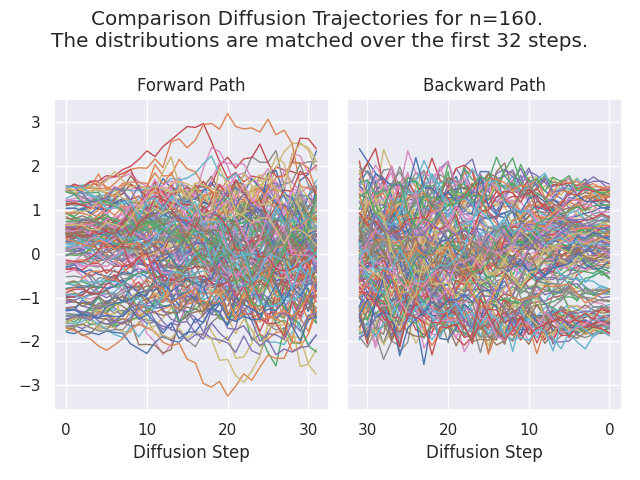 Comparison Diffusion Trajectories for n=160.
The distributions are matched over the first 32 steps.
Forward Path
Backward Path
3
2
1
0
−1
−2
−3
0 10 20 30
30 20 10 0
Diffusion Step
Diffusion Step